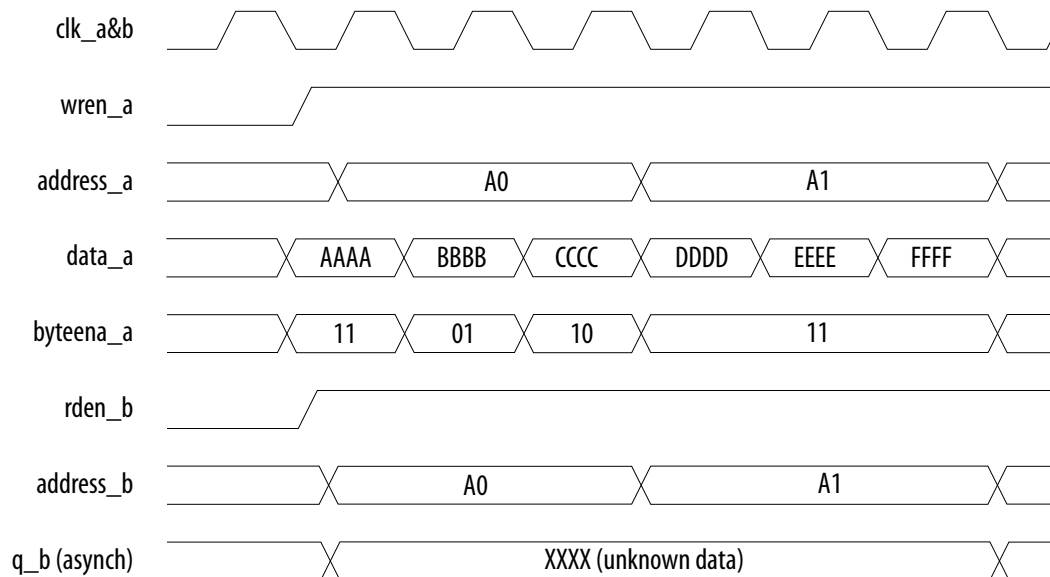 clk_a&b
wren_a
address_a A0 A1
data_a AAAA BBBB CCCC DDDD EEEE FFFF
byteena_a 11 01 10 11
rden_b
address_b A0 A1
q_b (asynch) XXXX (unknown data)